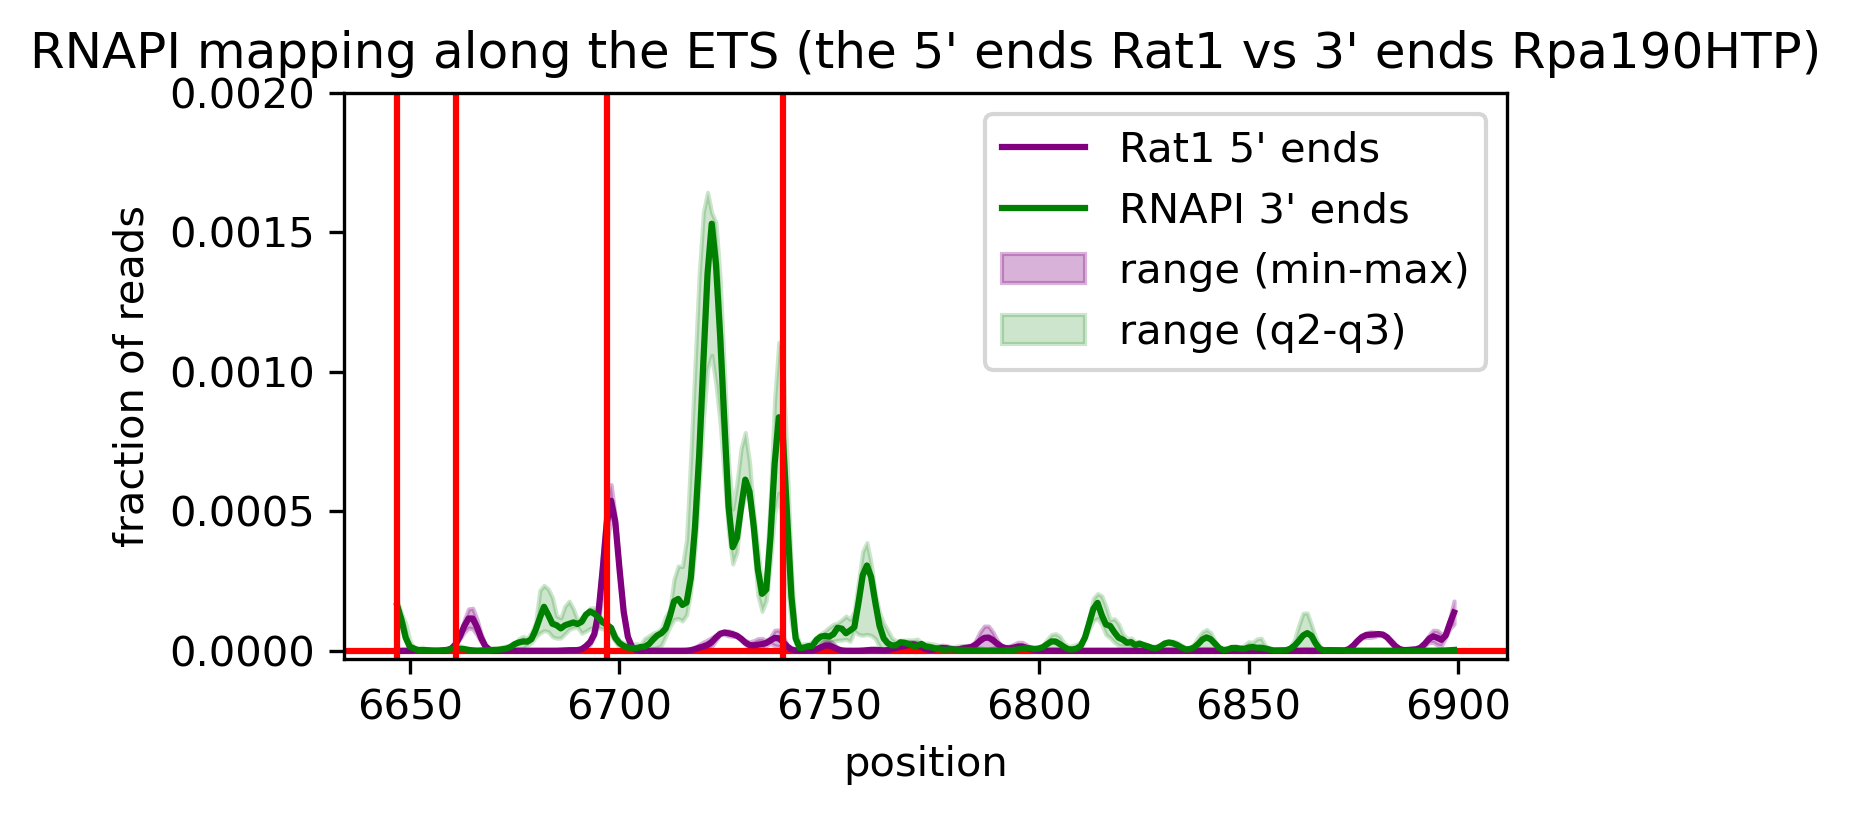 RNAPI mapping along the ETS (the 5' ends Rat1 vs 3' ends Rpa190HTP)
0.0020
0.0015
0.0010
0.0005
0.0000
fraction of reads
Rat1 5' ends
RNAPI 3' ends
range (min-max)
range (q2-q3)
6650 6700 6750 6800 6850 6900
position